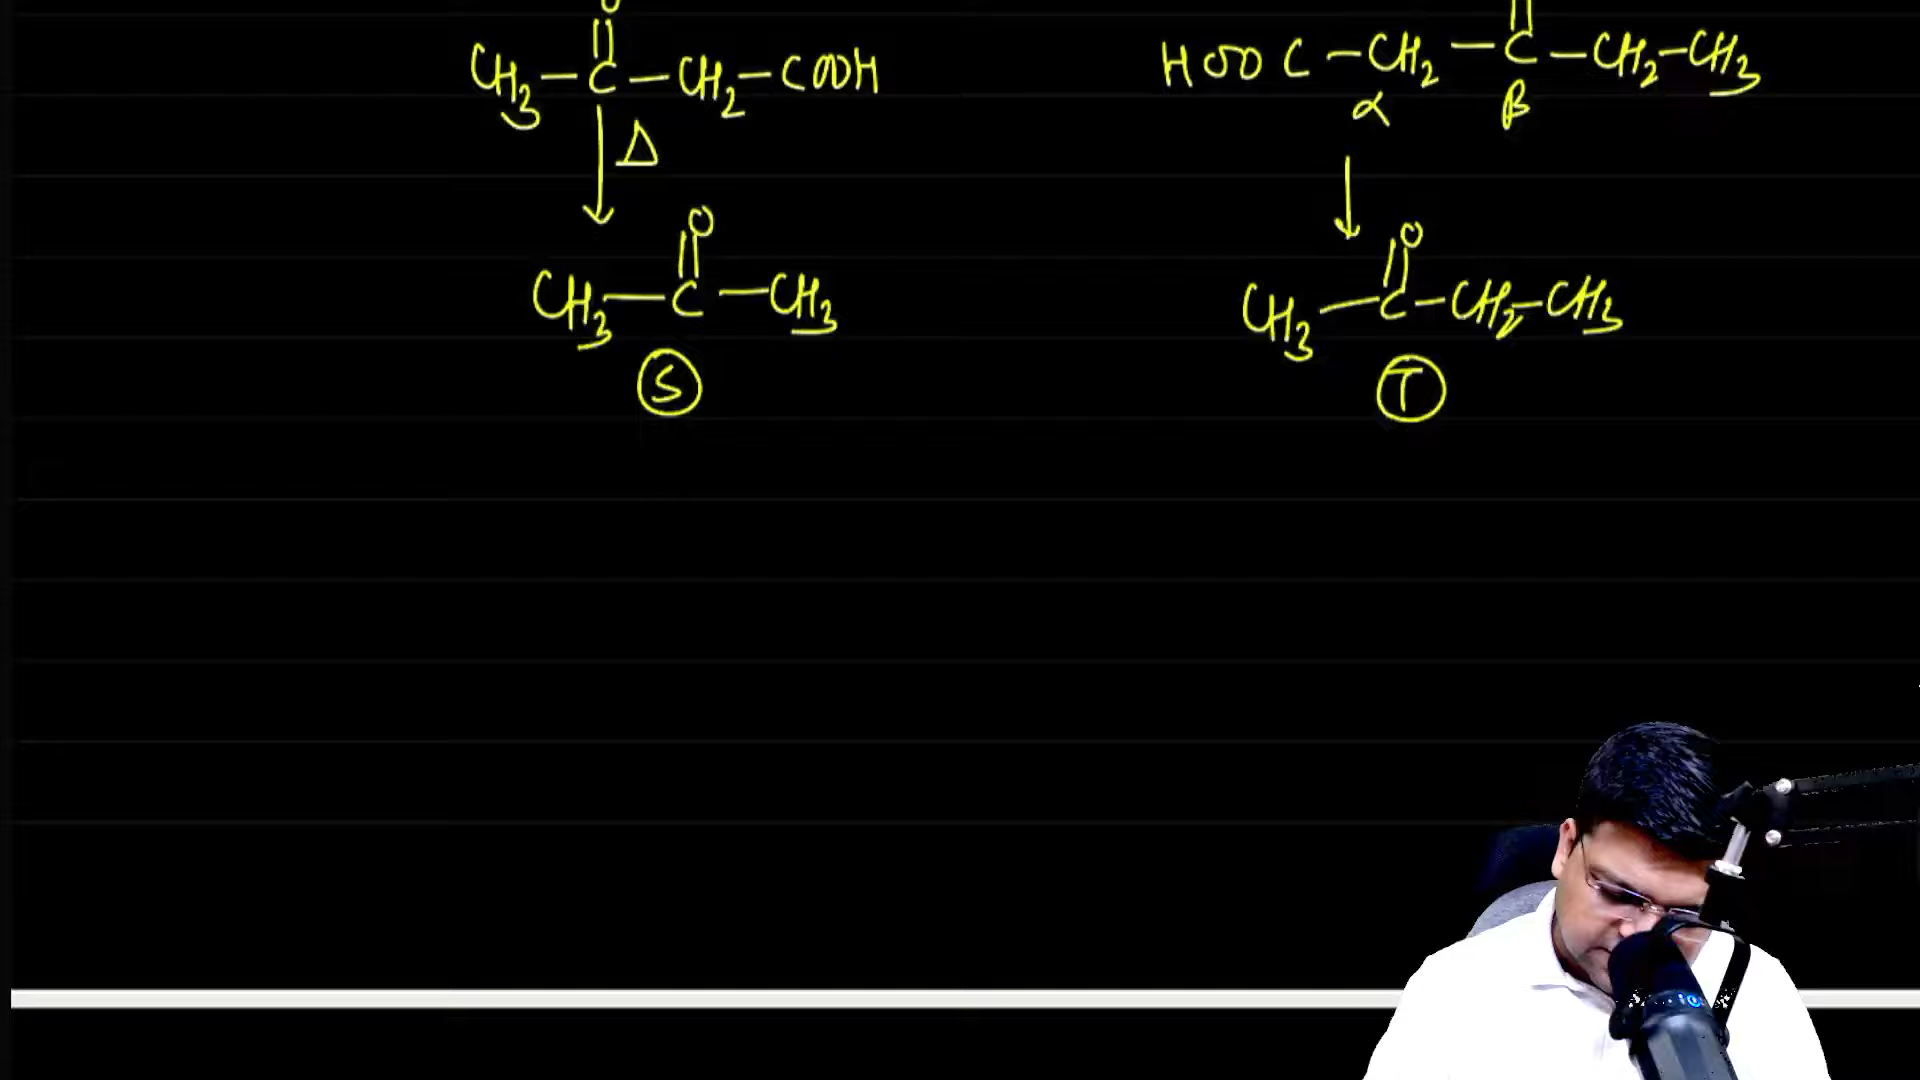 O
CH3 – C – CH2 – COOH
HOOC – CH2 – C – CH2 – CH3
α β
Δ
O
CH3 – C – CH3
O
CH3 – C – CH2 – CH3
S
T